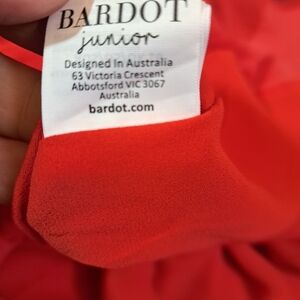 BARDOT
junior
Designed In Australia
63 Victoria Crescent
Abbotsford VIC 3067
Australia
bardot.com